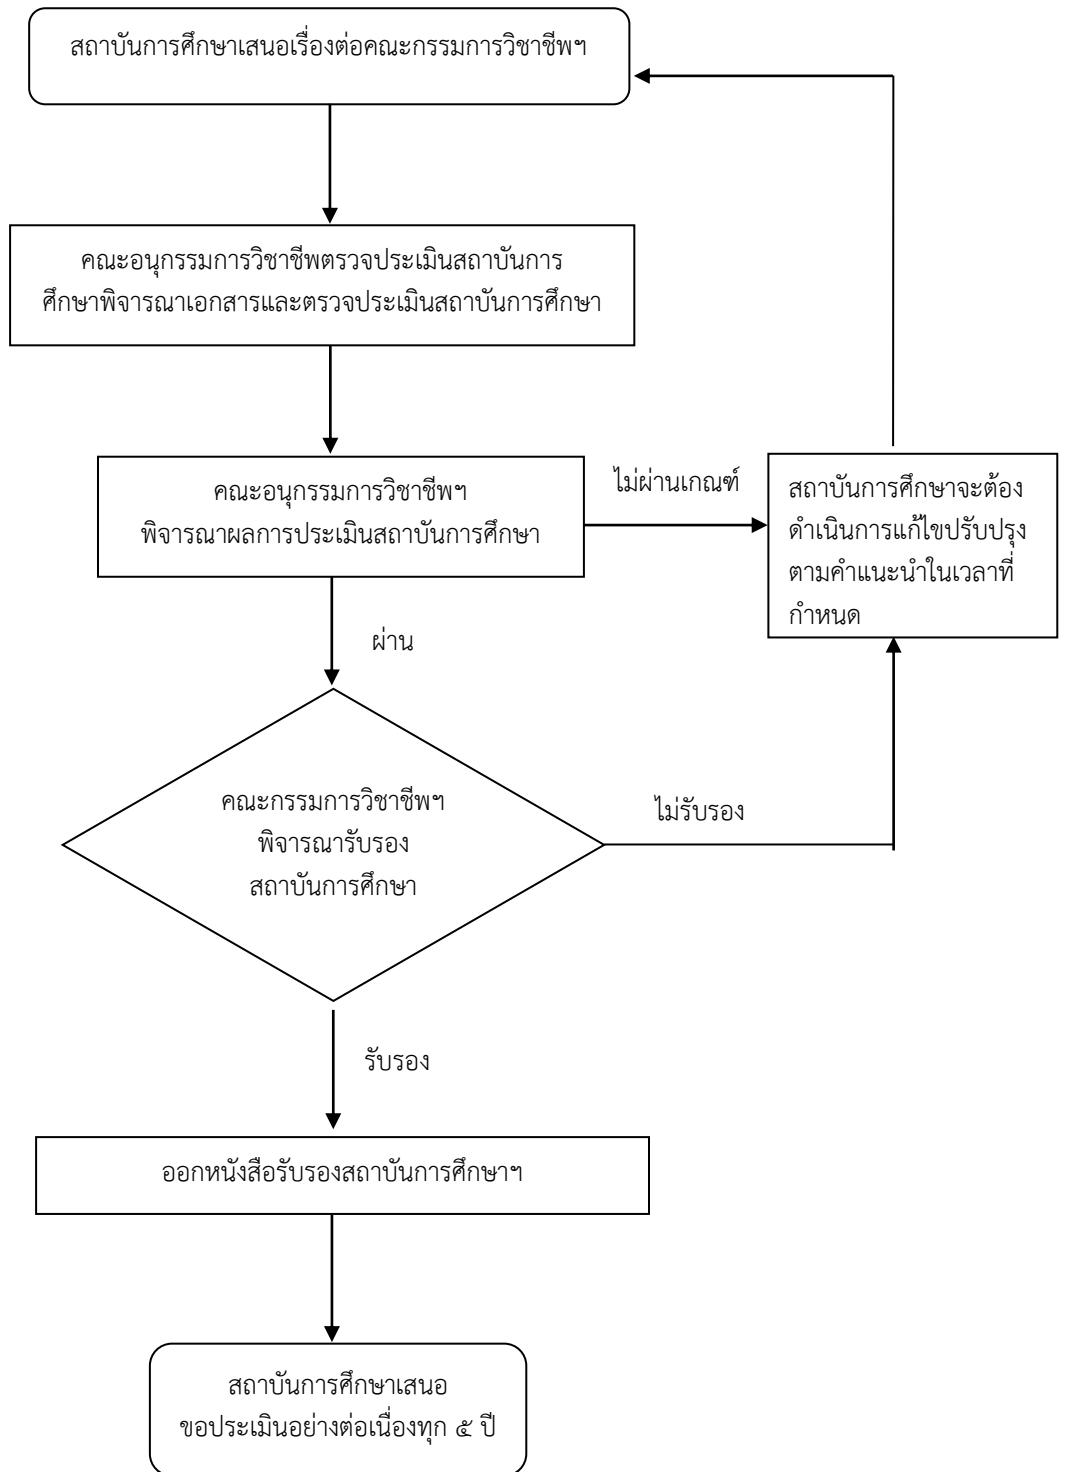 สถาบันการศึกษาเสนอเรื่องต่อคณะกรรมการวิชาชีพฯ
คณะอนุกรรมการวิชาชีพตรวจประเมินสถาบันการ
ศึกษาพิจารณาเอกสารและตรวจประเมินสถาบันการศึกษา
คณะอนุกรรมการวิชาชีพฯ
พิจารณาผลการประเมินสถาบันการศึกษา
ไม่ผ่านเกณฑ์
สถาบันการศึกษาจะต้อง
ดำเนินการแก้ไขปรับปรุง
ตามคำแนะนำในเวลาที่
กำหนด
ผ่าน
คณะกรรมการวิชาชีพฯ
พิจารณารับรอง
สถาบันการศึกษา
ไม่รับรอง
รับรอง
ออกหนังสือรับรองสถาบันการศึกษาฯ
สถาบันการศึกษาเสนอ
ขอประเมินอย่างต่อเนื่องทุก ๕ ปี